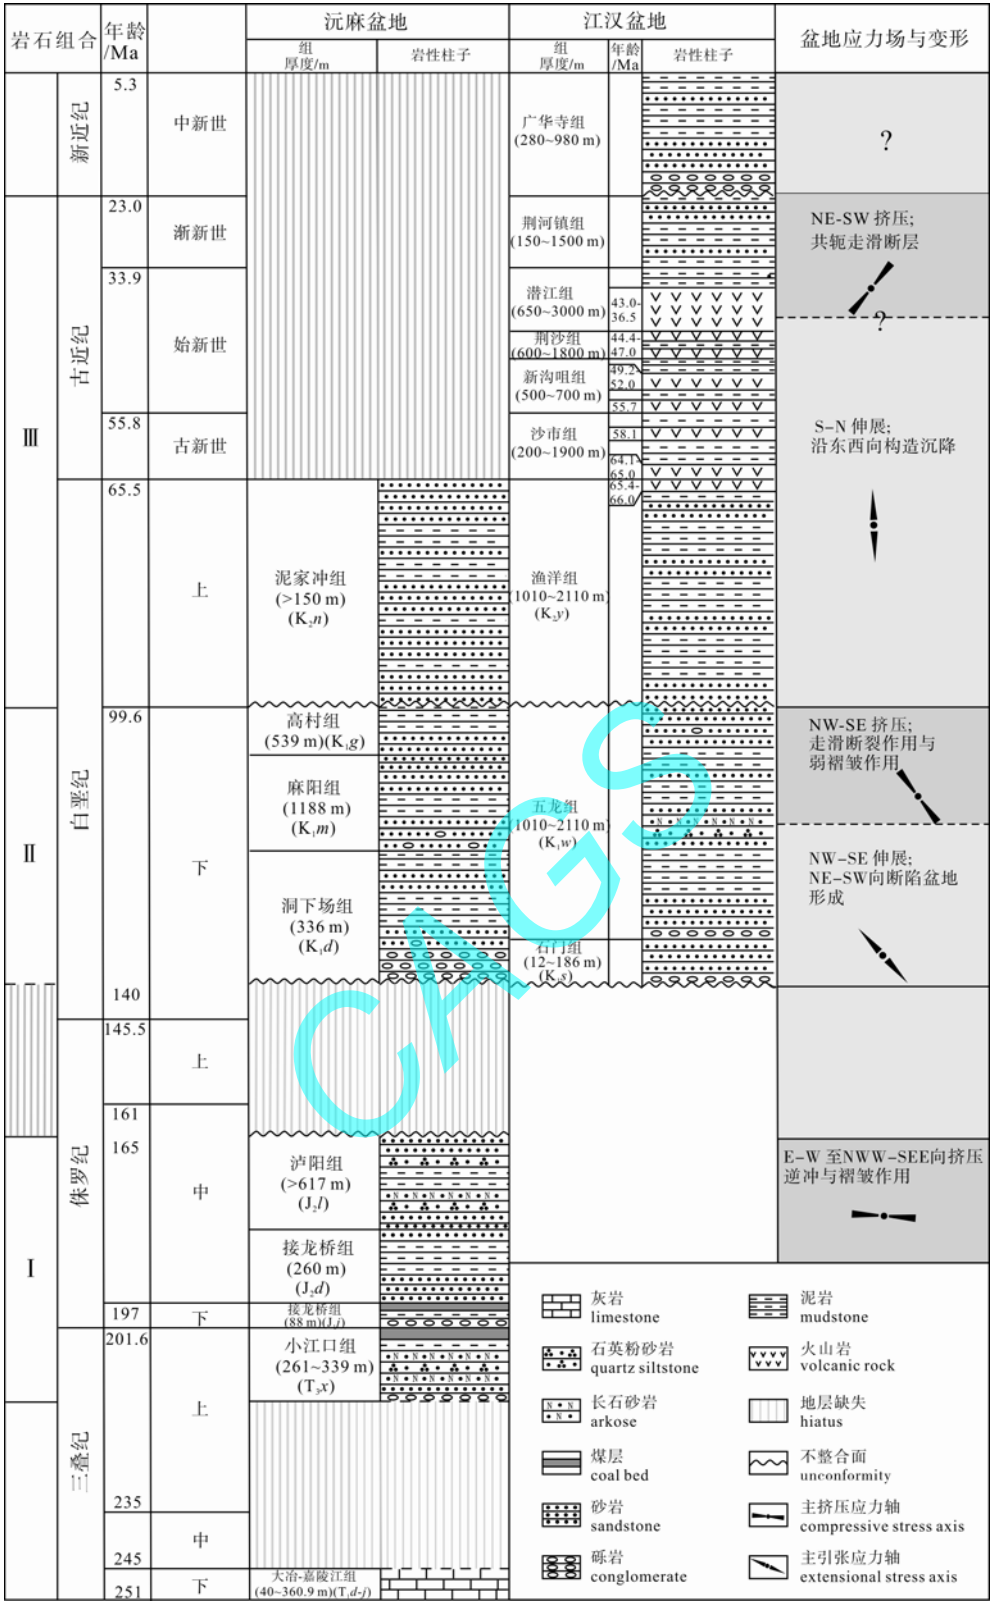 岩石组合
年龄
/Ma
沅麻盆地
江汉盆地
盆地应力场与变形
组
厚度/m
岩性柱子
组
厚度/m
年龄
/Ma
岩性柱子
新近纪
5.3
中新世
广华寺组
(280~980 m)
?
Ⅲ
古近纪
23.0
渐新世
荆河镇组
(150~1500 m)
NE-SW 挤压;
共轭走滑断层
33.9
始新世
潜江组
(650~3000 m)
43.0-
36.5
?
荆沙组
(600~1800 m)
44.4-
47.0
新沟咀组
(500~700 m)
49.2-
52.0
55.7
55.8
古新世
沙市组
(200~1900 m)
58.1
64.1-
65.0
S-N 伸展;
沿东西向构造沉降
白垩纪
65.5
上
泥家冲组
(>150 m)
(K₂n)
65.4-
66.0
渔洋组
(1010~2110 m)
(K₂y)
Ⅱ
99.6
下
高村组
(539 m)(K₁g)
麻阳组
(1188 m)
(K₁m)
洞下场组
(336 m)
(K₁d)
五龙组
(1010~2110 m)
(K₁w)
石门组
(12~186 m)
(K₁s)
NW-SE 挤压;
走滑断裂作用与
弱褶皱作用
NW-SE 伸展;
NE-SW向断陷盆地
形成
140
侏罗纪
145.5
上
161
165
中
Ⅰ
泸阳组
(>617 m)
(J₂l)
E-W 至NWW-SEE向挤压
逆冲与褶皱作用
接龙桥组
(260 m)
(J₂d)
197
下
接龙桥组
(88 m)(J₁j)
三叠纪
201.6
上
小江口组
(261~339 m)
(T₃x)
235
中
245
下
251
大冶-嘉陵江组
(40~360.9 m)(T₁d-j)
灰岩
limestone
泥岩
mudstone
石英粉砂岩
quartz siltstone
火山岩
volcanic rock
长石砂岩
arkose
地层缺失
hiatus
煤层
coal bed
不整合面
unconformity
砂岩
sandstone
主挤压应力轴
compressive stress axis
砾岩
conglomerate
主引张应力轴
extensional stress axis
CAGS